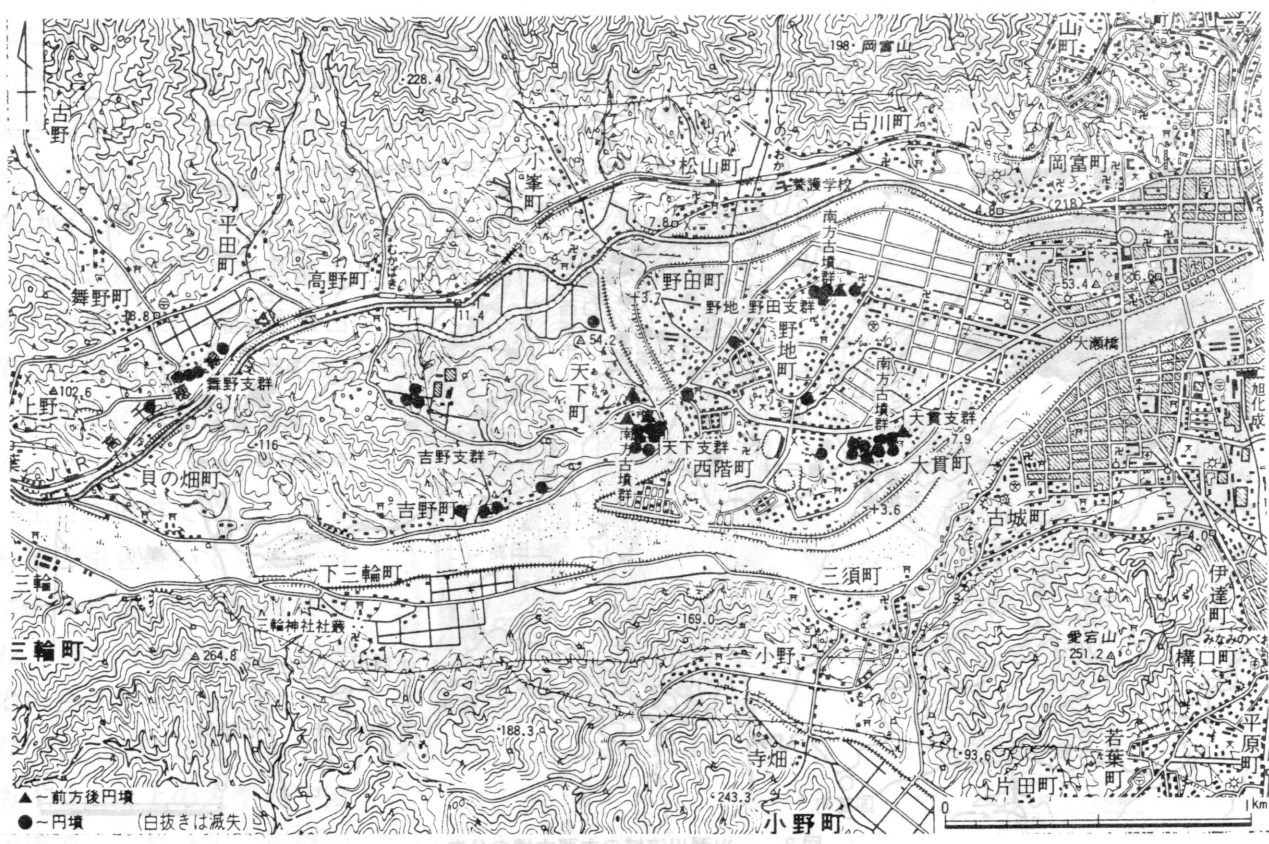 古野
228.4
198・岡富山
山町
古川町
小峯町
松山町
のおか
養護学校
岡富町
(218)
平田町
むかばき
7.8
4.8
高野町
野田町
南方古墳群
舞野町
野地・野田支群
53.4
6.6
11.4
野地町
大瀬橋
舞野支群
54.2
天下町
南方古墳群
旭化成
上野
102.6
116
大貫支群
7.9
吉野支群
南方古墳群
天下支群
西階町
大貫町
貝の畑町
吉野町
3.6
古城町
4.0
三輪
下三輪町
三須町
伊達町
三輪神社社叢
169.0
愛宕山
251.2
みなみのべお
三輪町
264.8
小野
構口町
188.3
平原町
寺畑
93.6
若葉町
片田町
243.3
小野町
▲~前方後円墳
●~円墳 (白抜きは滅失)
0 1km